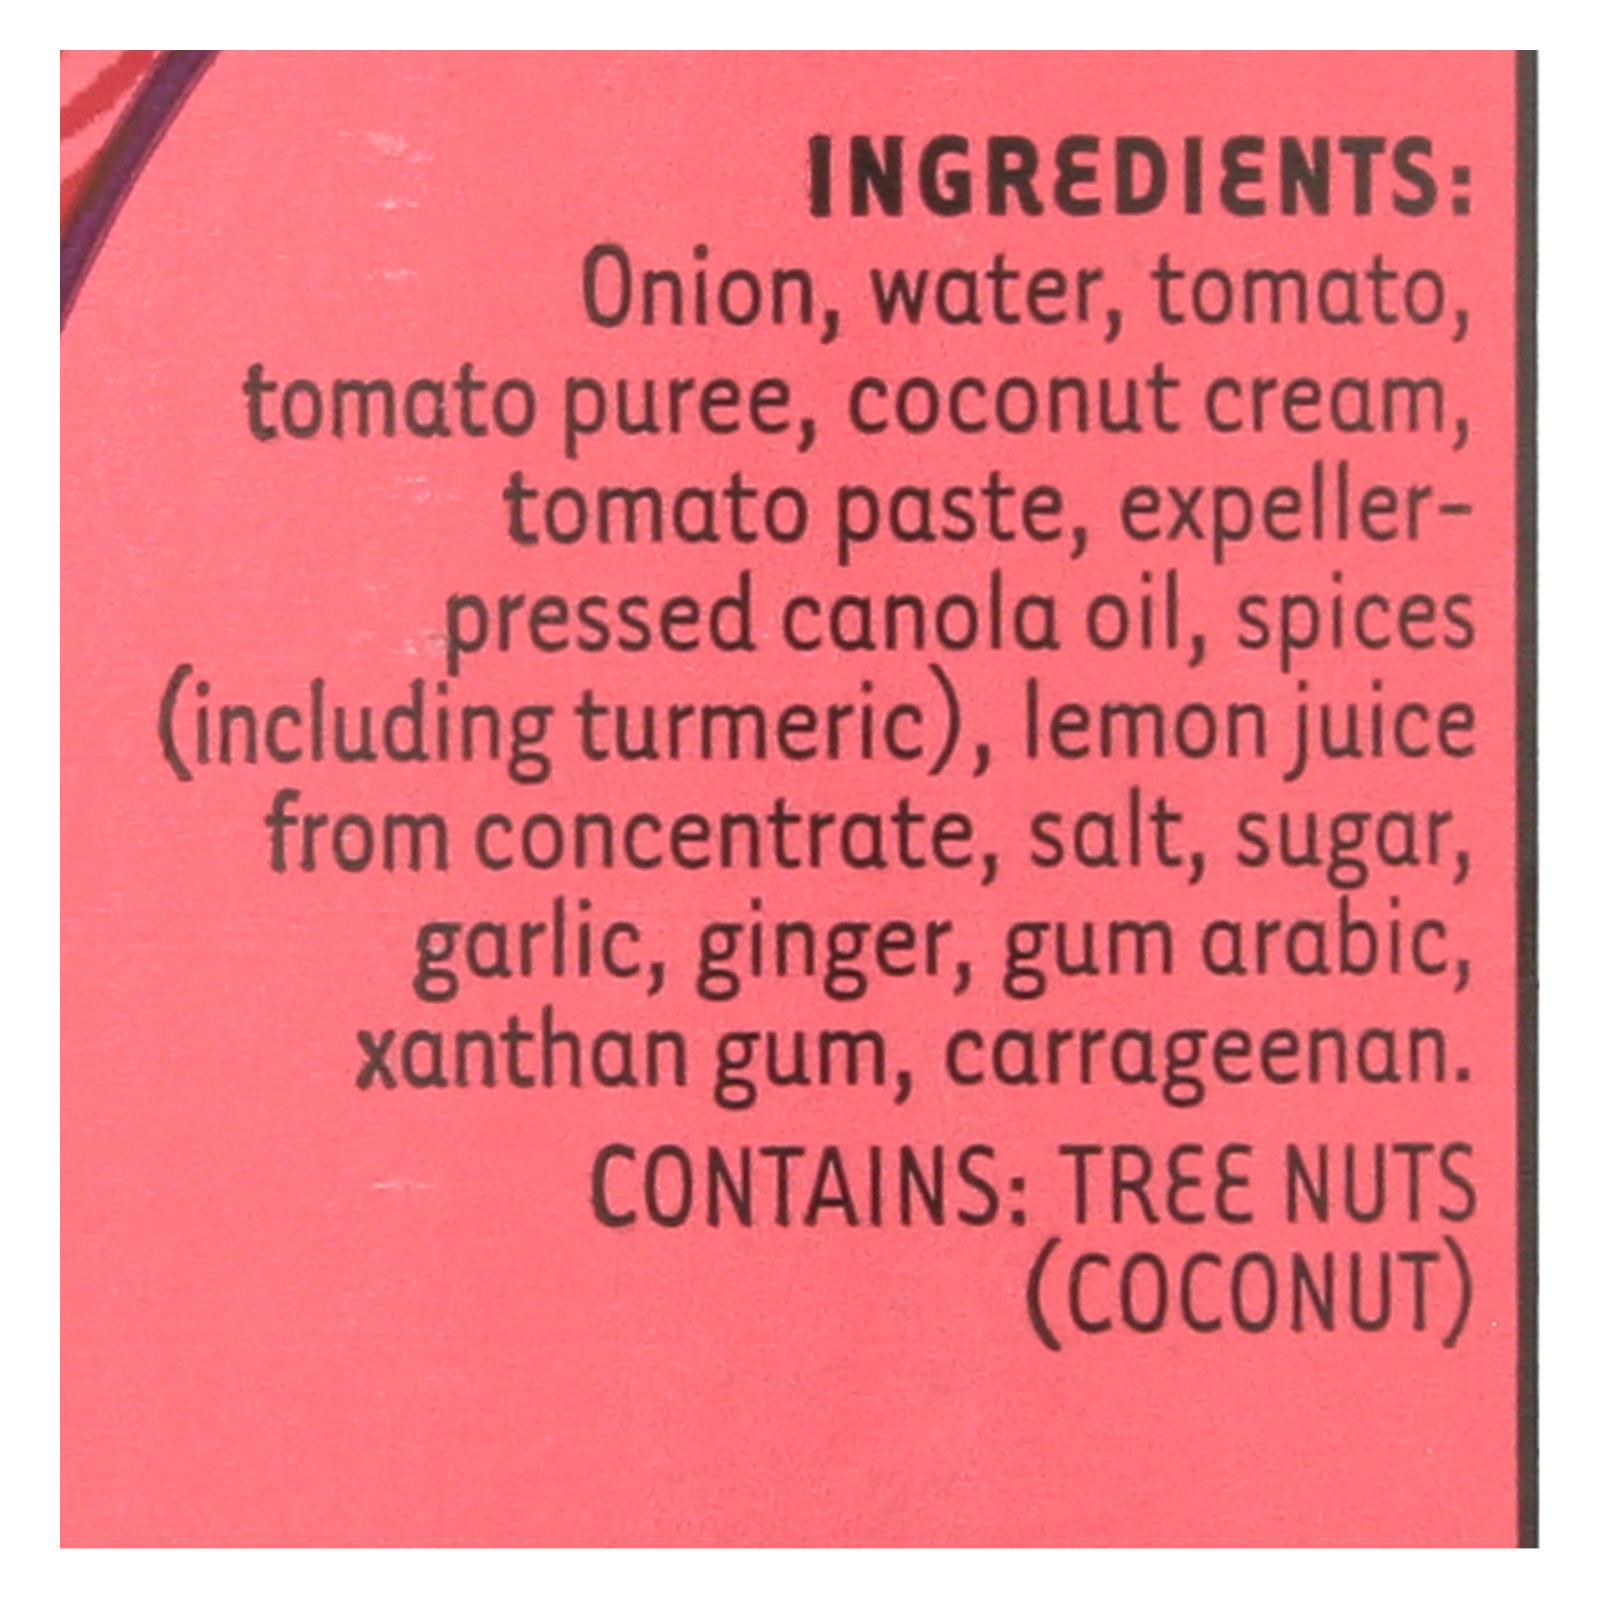 INGREDIENTS:
Onion, water, tomato,
tomato puree, coconut cream,
tomato paste, expeller-
pressed canola oil, spices
(including turmeric), lemon juice
from concentrate, salt, sugar,
garlic, ginger, gum arabic,
xanthan gum, carrageenan.
CONTAINS: TREE NUTS
(COCONUT)